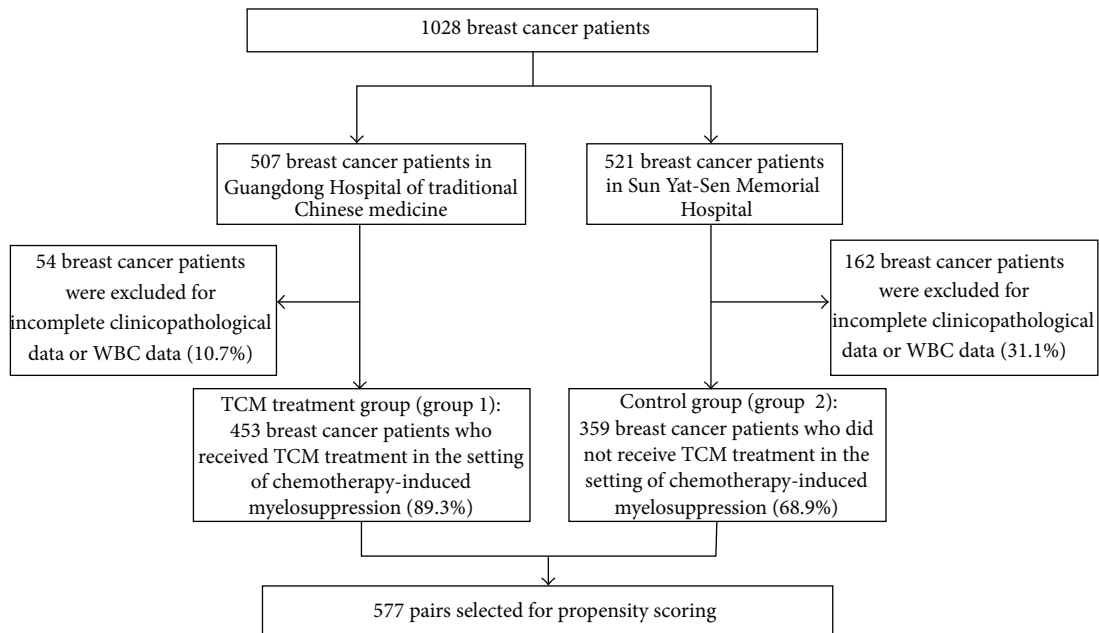 1028 breast cancer patients
507 breast cancer patients in
Guangdong Hospital of traditional
Chinese medicine
521 breast cancer patients
in Sun Yat-Sen Memorial
Hospital
54 breast cancer patients
were excluded for
incomplete clinicopathological
data or WBC data (10.7%)
162 breast cancer patients
were excluded for
incomplete clinicopathological
data or WBC data (31.1%)
TCM treatment group (group 1):
453 breast cancer patients who
received TCM treatment in the setting
of chemotherapy-induced
myelosuppression (89.3%)
Control group (group 2):
359 breast cancer patients who did
not receive TCM treatment in the
setting of chemotherapy-induced
myelosuppression (68.9%)
577 pairs selected for propensity scoring